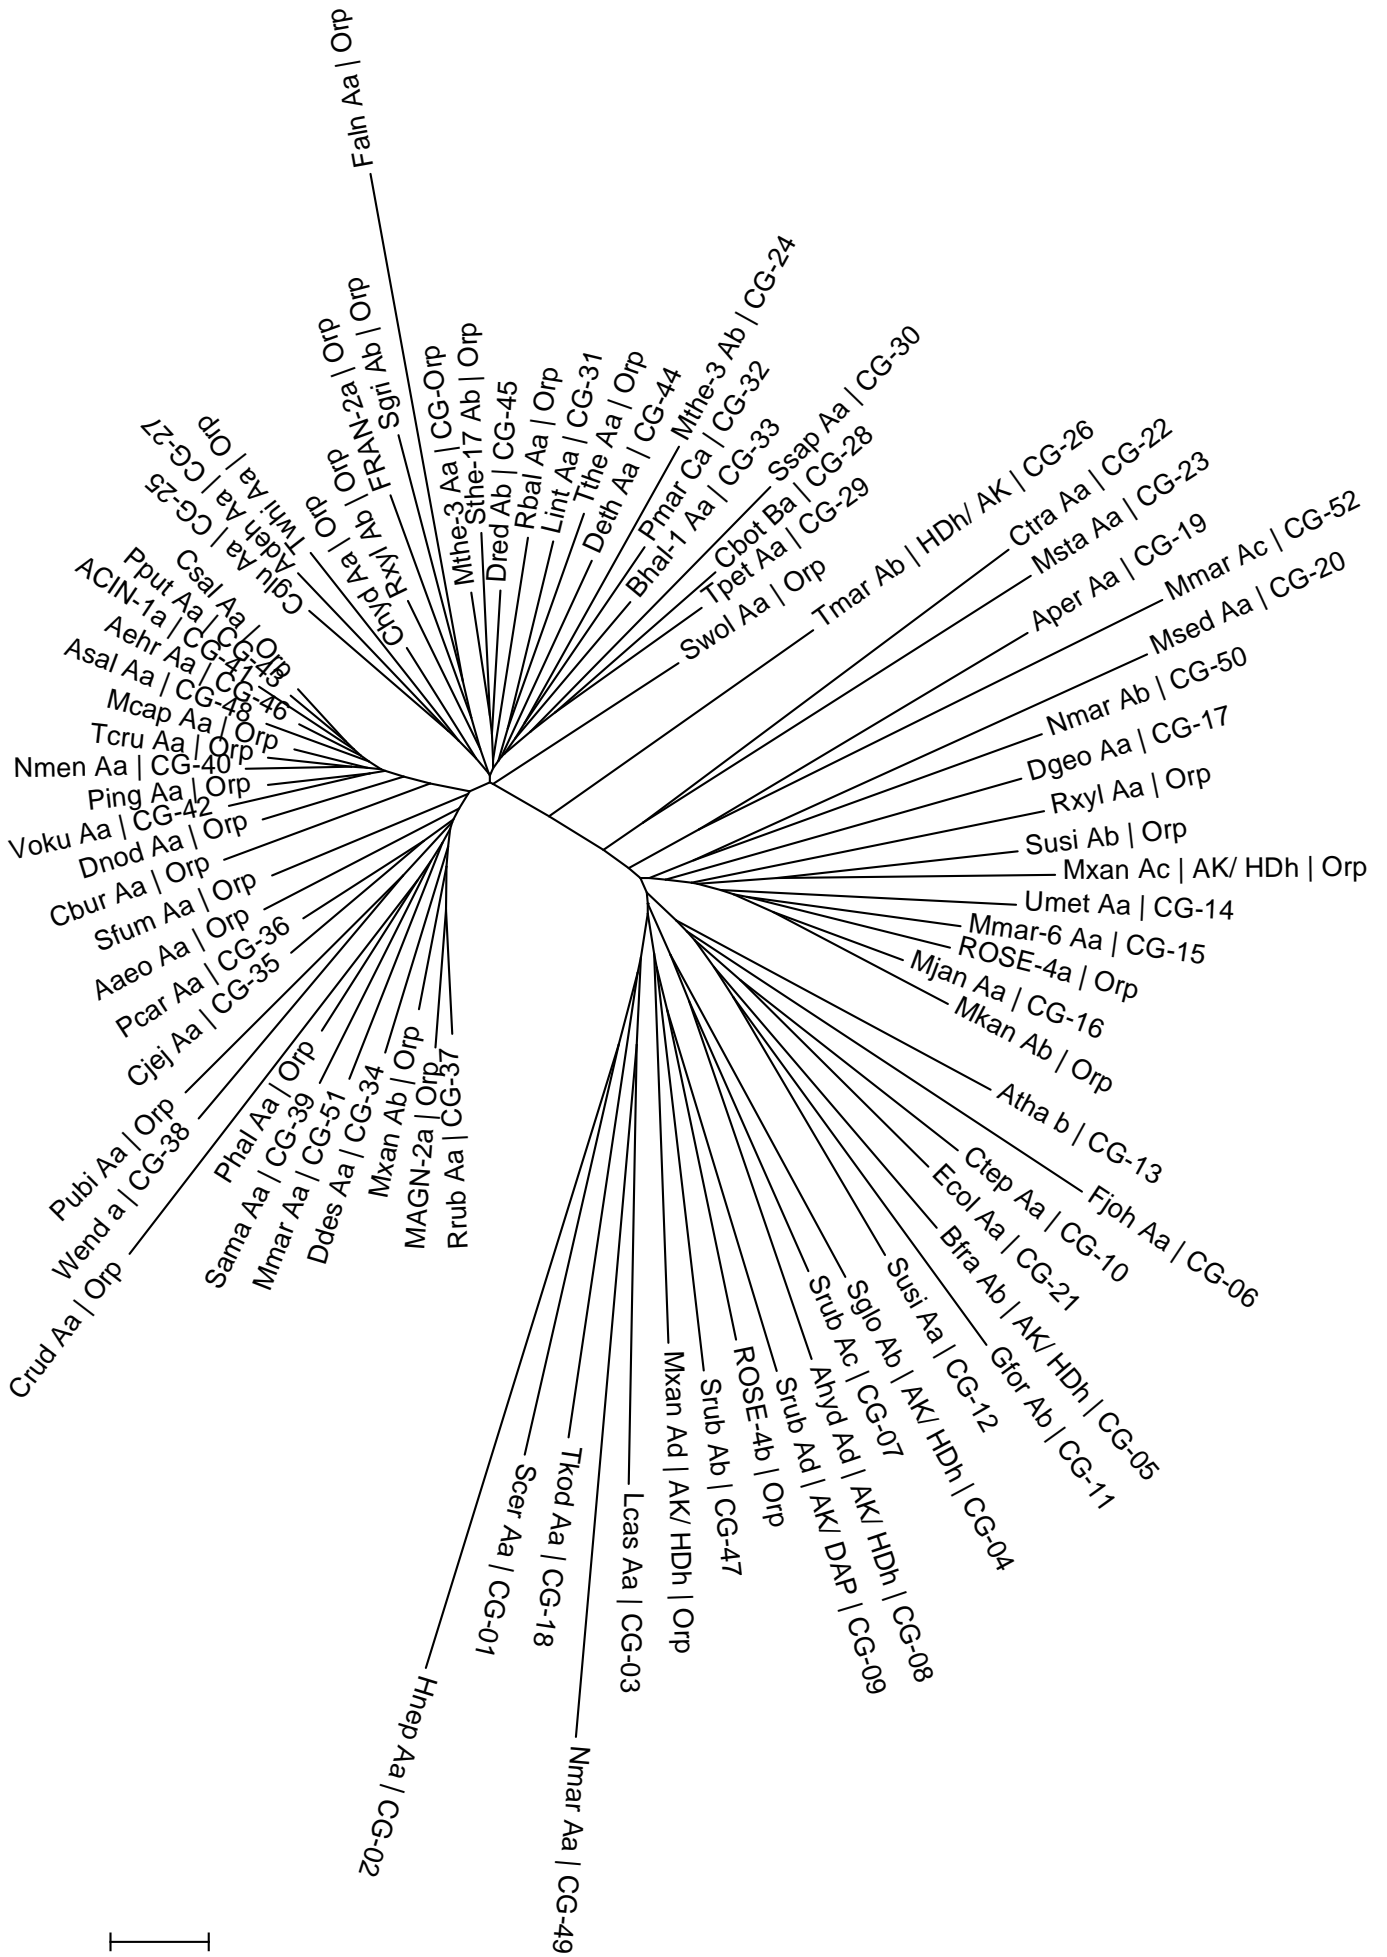 Faln Aa | Orp
Sgri Ab | Orp
FRAN-2a | Orp
Mthe-3 Aa | CG-Orp
Sthe-17 Ab | Orp
Dred Ab | CG-45
Rbal Aa | Orp
Lint Aa | CG-31
Tthe Aa | Orp
Deth Aa | CG-44
Mthe-3 Ab | CG-24
Pmar Ca | CG-32
Bhal-1 Aa | CG-33
Ssap Aa | CG-30
Cbot Ba | CG-28
Tpet Aa | CG-29
Swol Aa | Orp
Tmar Ab | HDh/ AK | CG-26
Ctra Aa | CG-22
Msta Aa | CG-23
Aper Aa | CG-19
Mmar Ac | CG-52
Msed Aa | CG-20
Nmar Ab | CG-50
Dgeo Aa | CG-17
Rxyl Aa | Orp
Susi Ab | Orp
Mxan Ac | AK/ HDh | Orp
Umet Aa | CG-14
Mmar-6 Aa | CG-15
ROSE-4a | Orp
Mjan Aa | CG-16
Mkan Ab | Orp
Atha b | CG-13
Fjoh Aa | CG-06
Ctep Aa | CG-10
Ecol Aa | CG-21
Bfra Ab | AK/ HDh | CG-05
Gfor Ab | CG-11
Susi Aa | CG-12
Sglo Ab | AK/ HDh | CG-04
Srub Ac | CG-07
Ahyd Ad | AK/ HDh | CG-08
Srub Ad | AK/ DAP | CG-09
ROSE-4b | Orp
Srub Ab | CG-47
Mxan Ad | AK/ HDh | Orp
Lcas Aa | CG-03
Nmar Aa | CG-49
Tkod Aa | CG-18
Scer Aa | CG-01
Hnep Aa | CG-02
Rrub Aa | CG-37
MAGN-2a | Orp
Mxan Ab | Orp
Ddes Aa | CG-34
Mmar Aa | CG-51
Sama Aa | CG-39
Phal Aa | Orp
Crud Aa | Orp
Wend a | CG-38
Pubi Aa | Orp
Cjej Aa | CG-35
Pcar Aa | CG-36
Aaeo Aa | Orp
Sfum Aa | Orp
Cbur Aa | Orp
Dnod Aa | Orp
Voku Aa | CG-42
Ping Aa | Orp
Nmen Aa | CG-40
Tcru Aa | Orp
Mcap Aa | Orp
Asal Aa | CG-48
Aehr Aa | CG-46
ACIN-1a | CG-41
Pput Aa | CG-43
Csal Aa | Orp
Cglu Aa | CG-25
Adeh Aa | CG-27
Twhi Aa | Orp
Chyd Aa | Orp
Rxyl Ab | Orp